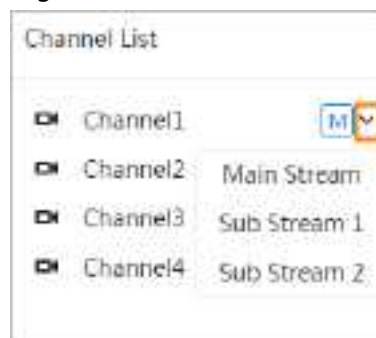 Channel List
Channel1 M
Channel2 Main Stream
Channel3 Sub Stream 1
Channel4 Sub Stream 2